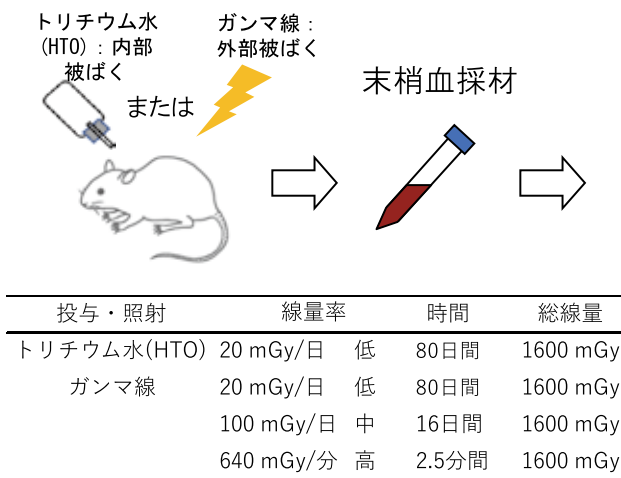 トリチウム水
(HTO)：内部
被ばく
または
ガンマ線：
外部被ばく
末梢血採材
投与・照射 線量率 時間 総線量
トリチウム水(HTO) 20 mGy/日 低 80日間 1600 mGy
ガンマ線 20 mGy/日 低 80日間 1600 mGy
100 mGy/日 中 16日間 1600 mGy
640 mGy/分 高 2.5分間 1600 mGy